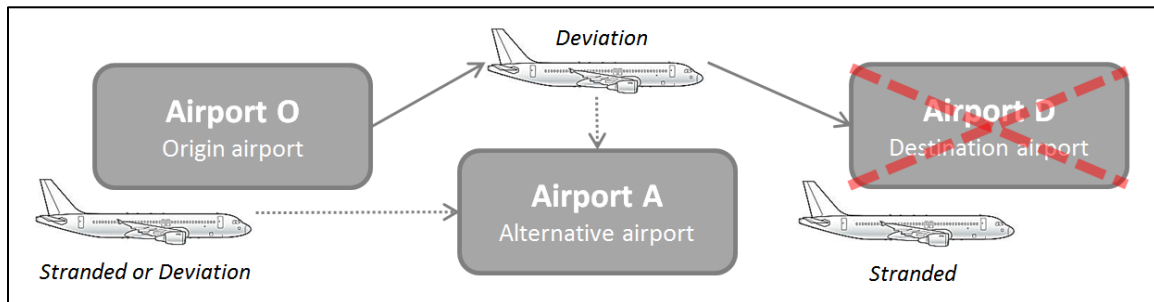 Deviation
Airport O
Origin airport
Airport D
Destination airport
Airport A
Alternative airport
Stranded or Deviation
Stranded